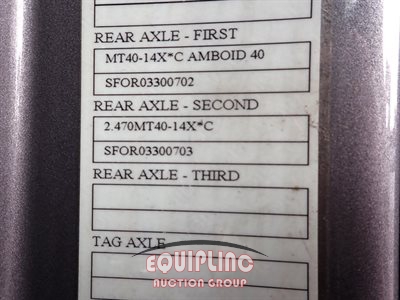 REAR AXLE - FIRST
MT40-14X*C AMBOID 40
SFOR03300702
REAR AXLE - SECOND
2.470MT40-14X*C
SFOR03300703
REAR AXLE - THIRD
TAG AXLE
EQUIPLINC
AUCTION GROUP